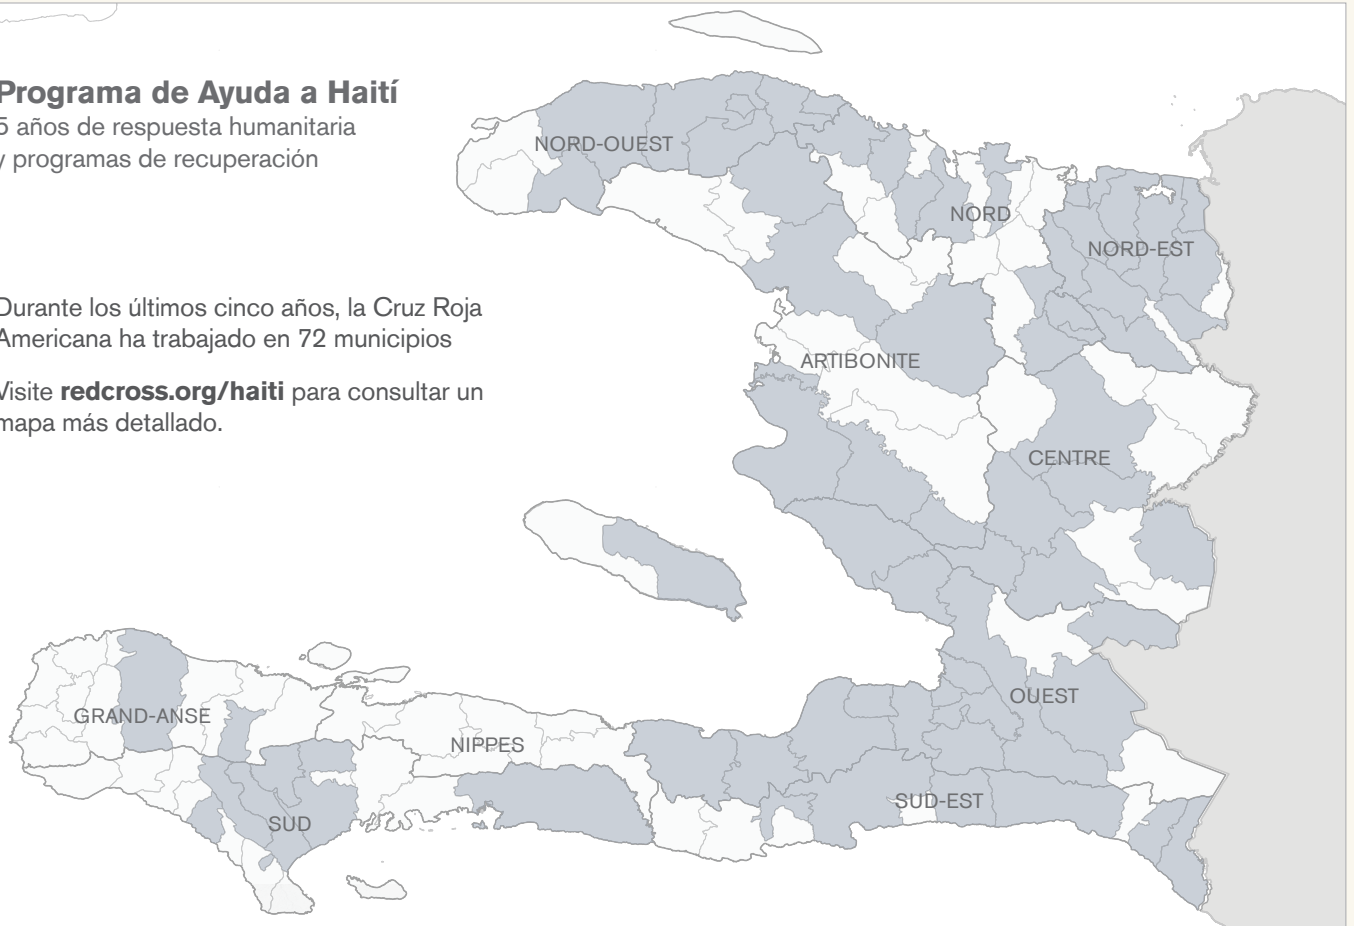 Programa de Ayuda a Haití
5 años de respuesta humanitaria
y programas de recuperación
Durante los últimos cinco años, la Cruz Roja
Americana ha trabajado en 72 municipios
Visite redcross.org/haiti para consultar un
mapa más detallado.
NORD-OUEST
NORD
NORD-EST
ARTIBONITE
CENTRE
OUEST
GRAND-ANSE
NIPPES
SUD-EST
SUD